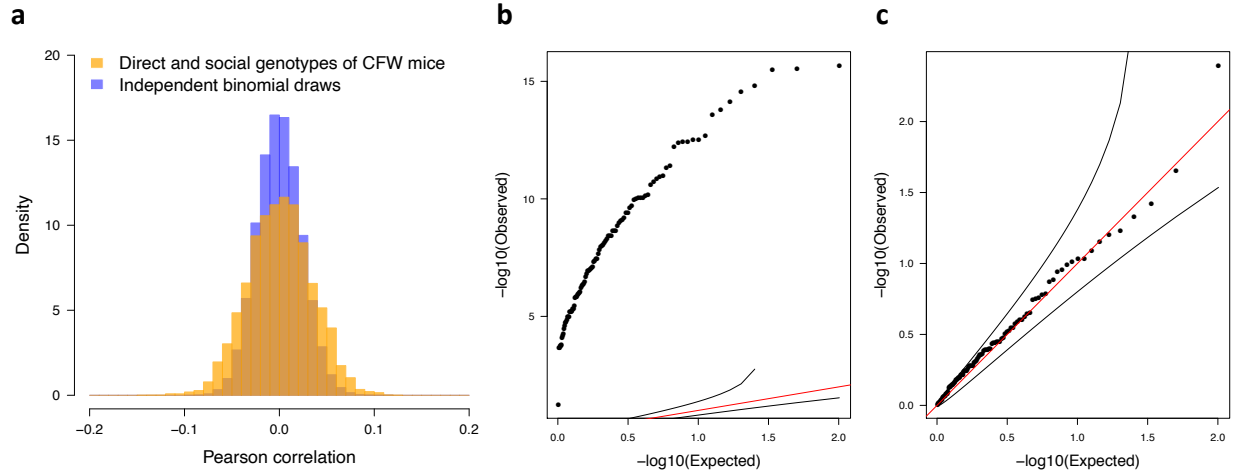 a
Direct and social genotypes of CFW mice
Independent binomial draws
20
15
10
5
0
Density
−0.2 −0.1 0.0 0.1 0.2
Pearson correlation
b
15
10
5
−log10(Observed)
0.0 0.5 1.0 1.5 2.0
−log10(Expected)
c
2.0
1.5
1.0
0.5
0.0
−log10(Observed)
0.0 0.5 1.0 1.5 2.0
−log10(Expected)